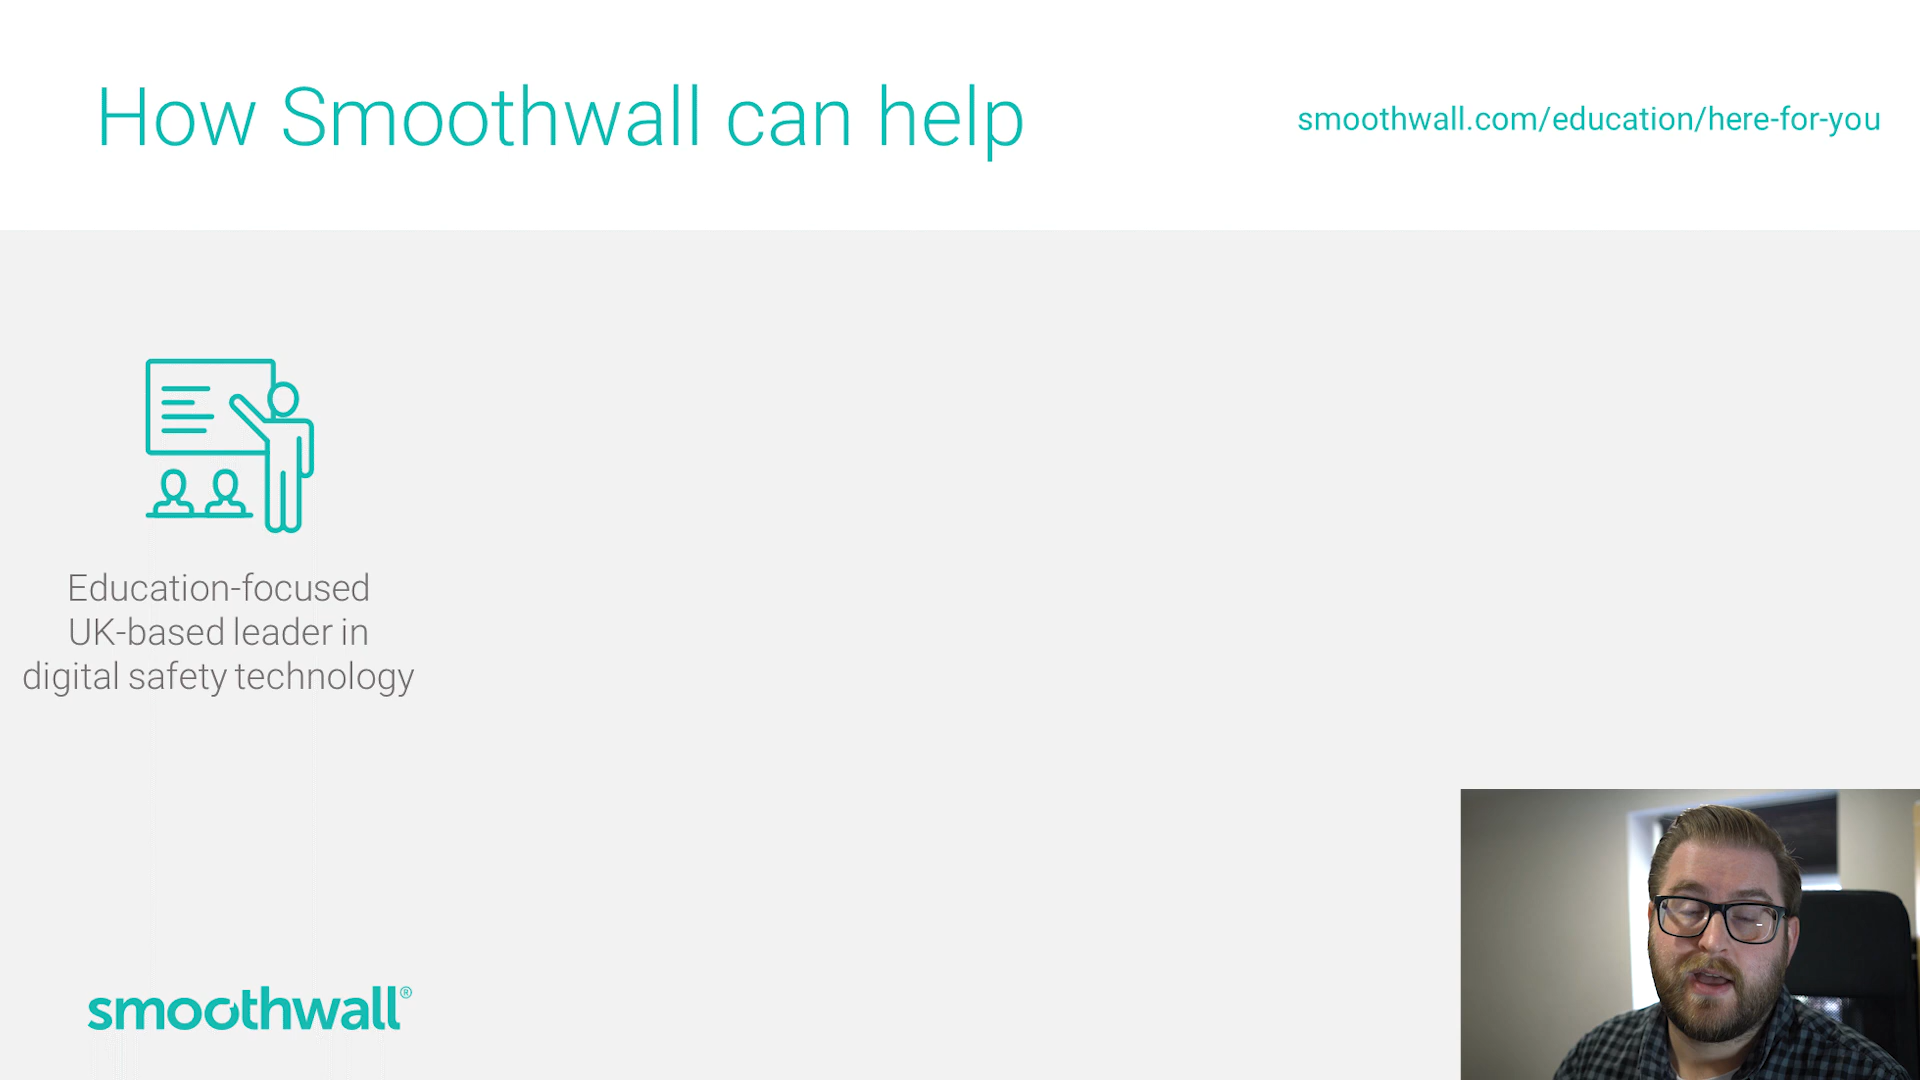 How Smoothwall can help
smoothwall.com/education/here-for-you
Education-focused
UK-based leader in
digital safety technology
smoothwall®